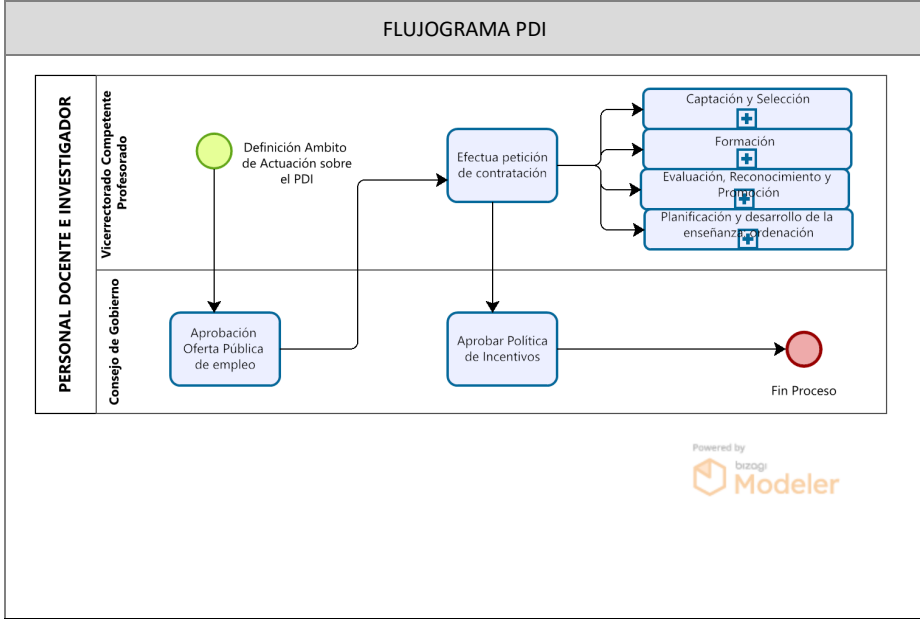 FLUJOGRAMA PDI
PERSONAL DOCENTE E INVESTIGADOR
Vicerrectorado Competente
Profesorado
Definición Ambito
de Actuación sobre
el PDI
Efectua petición
de contratación
Captación y Selección
Formación
Evaluación, Reconocimiento y
Promoción
Planificación y desarrollo de la
enseñanza, ordenación
Consejo de Gobierno
Aprobación
Oferta Pública
de empleo
Aprobar Política
de Incentivos
Fin Proceso
Powered by
bizagi
Modeler